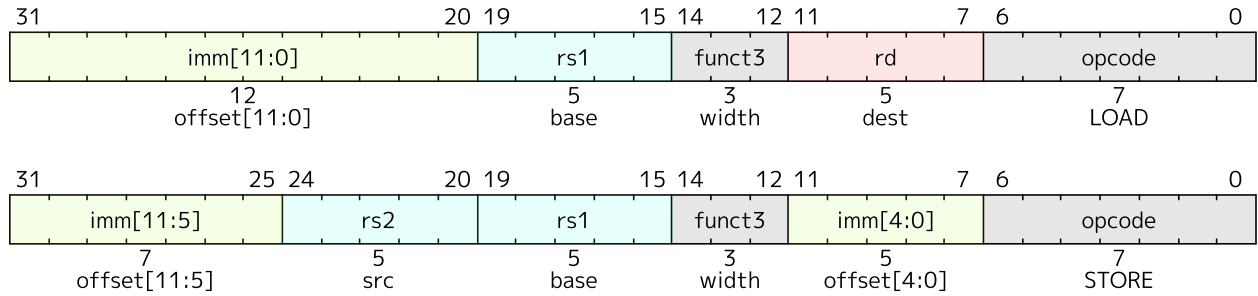 31 20 19 15 14 12 11 7 6 0
imm[11:0] rs1 funct3 rd opcode
12 5 3 5 7
offset[11:0] base width dest LOAD
31 25 24 20 19 15 14 12 11 7 6 0
imm[11:5] rs2 rs1 funct3 imm[4:0] opcode
7 5 5 3 5 7
offset[11:5] src base width offset[4:0] STORE